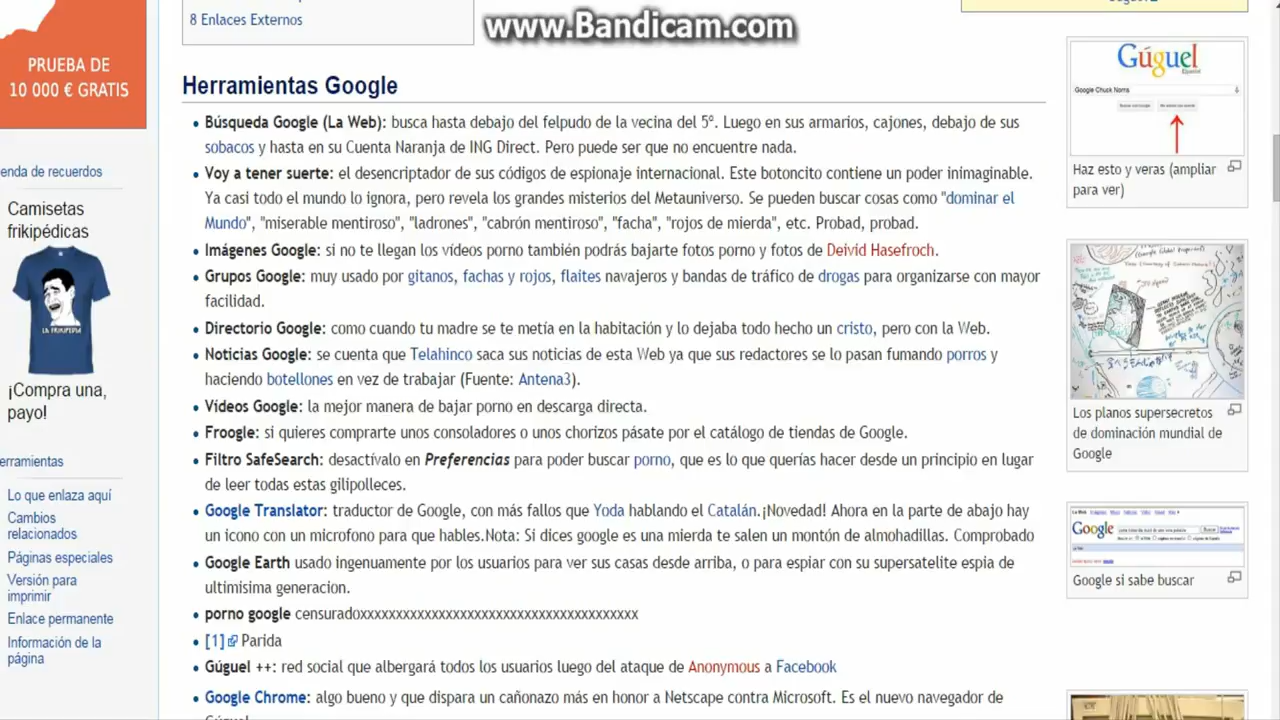 8 Enlaces Externos
www.Bandicam.com
PRUEBA DE
10 000 € GRATIS
enda de recuerdos
Camisetas
frikipédicas
LA FRIKIPEDIA
¡Compra una,
payo!
erramientas
Lo que enlaza aquí
Cambios
relacionados
Páginas especiales
Versión para
imprimir
Enlace permanente
Información de la
página
Herramientas Google
Búsqueda Google (La Web): busca hasta debajo del felpudo de la vecina del 5º. Luego en sus armarios, cajones, debajo de sus
sobacos y hasta en su Cuenta Naranja de ING Direct. Pero puede ser que no encuentre nada.
Voy a tener suerte: el desencriptador de sus códigos de espionaje internacional. Este botoncito contiene un poder inimaginable.
Ya casi todo el mundo lo ignora, pero revela los grandes misterios del Metauniverso. Se pueden buscar cosas como "dominar el
Mundo", "miserable mentiroso", "ladrones", "cabrón mentiroso", "facha", "rojos de mierda", etc. Probad, probad.
Imágenes Google: si no te llegan los vídeos porno también podrás bajarte fotos porno y fotos de Deivid Hasefroch.
Grupos Google: muy usado por gitanos, fachas y rojos, flaites navajeros y bandas de tráfico de drogas para organizarse con mayor
facilidad.
Directorio Google: como cuando tu madre se te metía en la habitación y lo dejaba todo hecho un cristo, pero con la Web.
Noticias Google: se cuenta que Telahinco saca sus noticias de esta Web ya que sus redactores se lo pasan fumando porros y
haciendo botellones en vez de trabajar (Fuente: Antena3).
Vídeos Google: la mejor manera de bajar porno en descarga directa.
Froogle: si quieres comprarte unos consoladores o unos chorizos pásate por el catálogo de tiendas de Google.
Filtro SafeSearch: desactívalo en Preferencias para poder buscar porno, que es lo que querías hacer desde un principio en lugar
de leer todas estas gilipolleces.
Google Translator: traductor de Google, con más fallos que Yoda hablando el Catalán.¡Novedad! Ahora en la parte de abajo hay
un icono con un microfono para que hables.Nota: Si dices google es una mierda te salen un montón de almohadillas. Comprobado
Google Earth usado ingenuamente por los usuarios para ver sus casas desde arriba, o para espiar con su supersatelite espia de
ultimisima generacion.
porno google censuradoxxxxxxxxxxxxxxxxxxxxxxxxxxxxxxxxxxxxxxx
[1] Parida
Gúguel ++: red social que albergará todos los usuarios luego del ataque de Anonymous a Facebook
Google Chrome: algo bueno y que dispara un cañonazo más en honor a Netscape contra Microsoft. Es el nuevo navegador de
Gúguel
Gúguel
Español
Google Chuck Norris
Haz esto y veras (ampliar
para ver)
Los planos supersecretos
de dominación mundial de
Google
Google
Google si sabe buscar